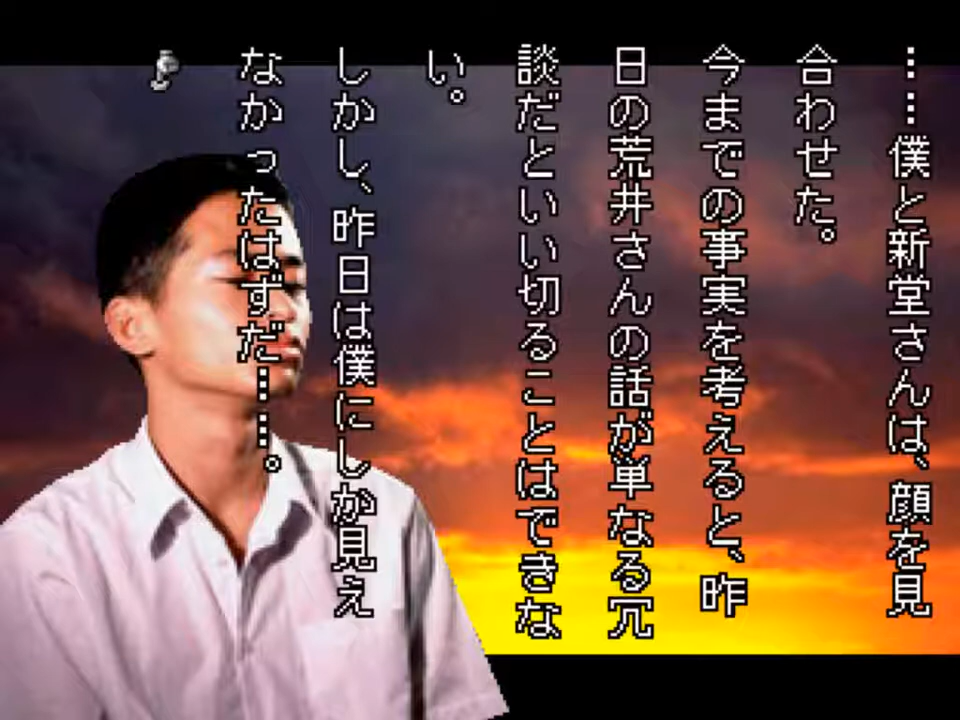 ……僕と新堂さんは、顔を見
合わせた。
今までの事実を考えると、昨
日の荒井さんの話が単なる冗
談だといい切ることはできな
い。
しかし、昨日は僕にしか見え
なかったはずだ……。